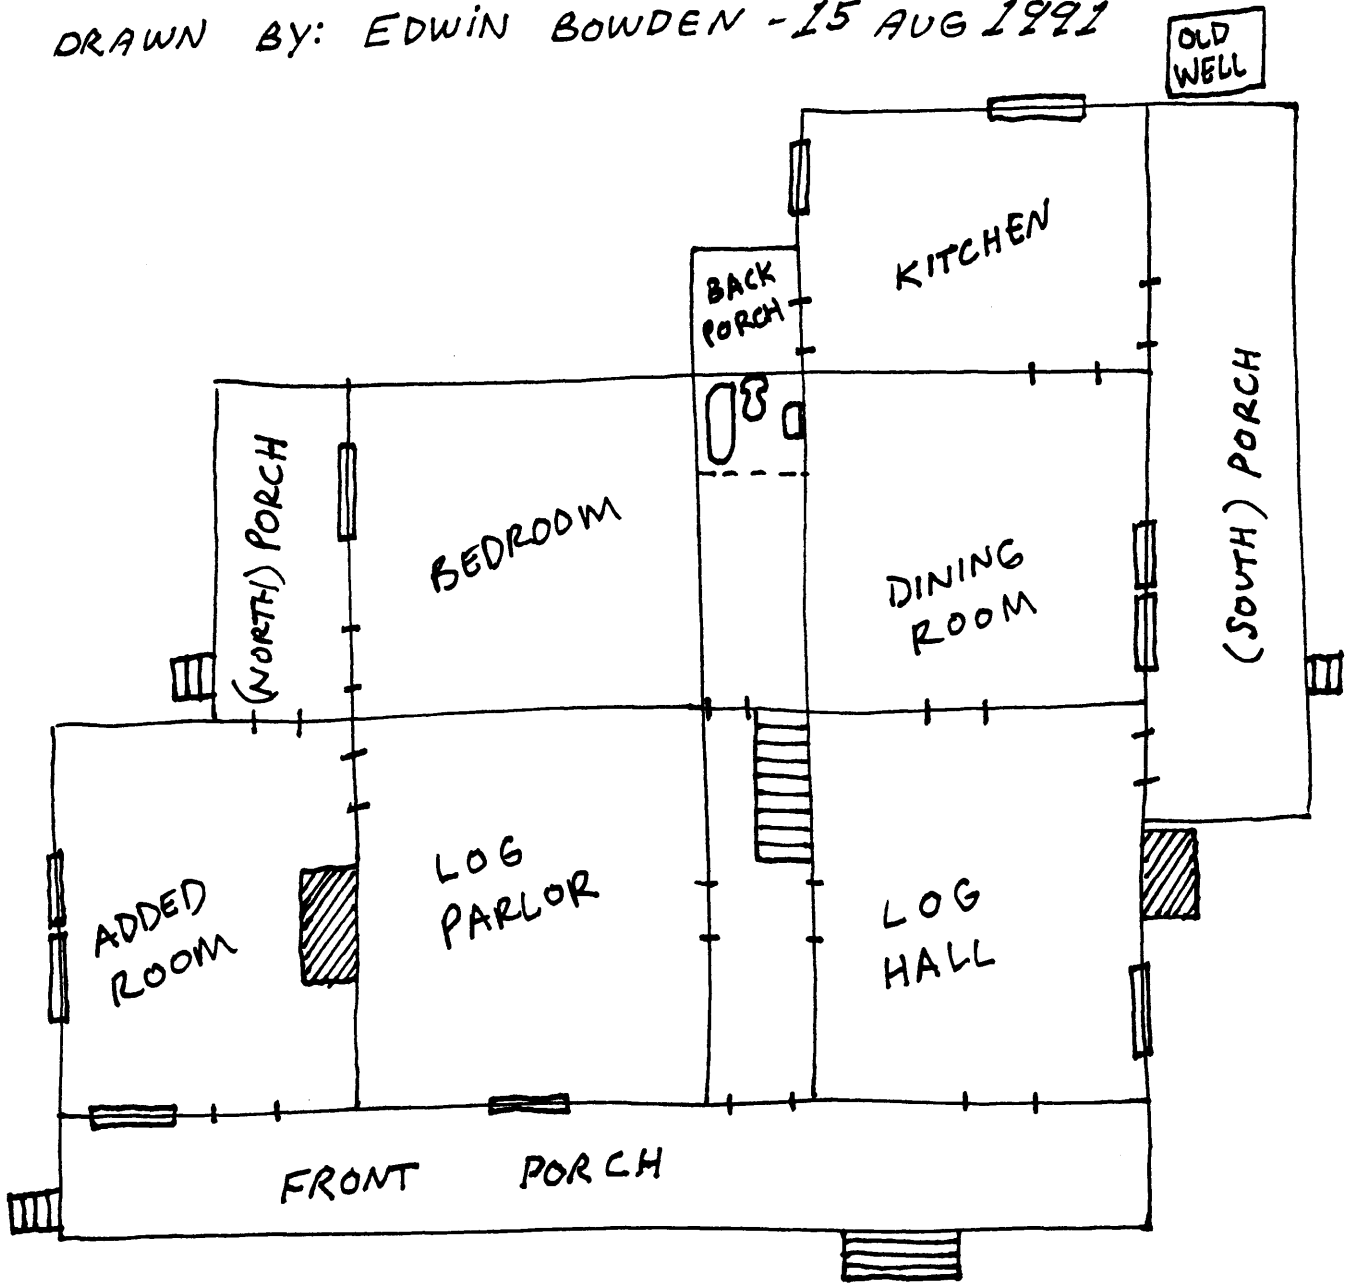 DRAWN BY: EDWIN BOWDEN - 15 AUG 1991
OLD
WELL
KITCHEN
BACK
PORCH
(NORTH) PORCH
BEDROOM
DINING
ROOM
(SOUTH) PORCH
ADDED
ROOM
LOG
PARLOR
LOG
HALL
FRONT PORCH